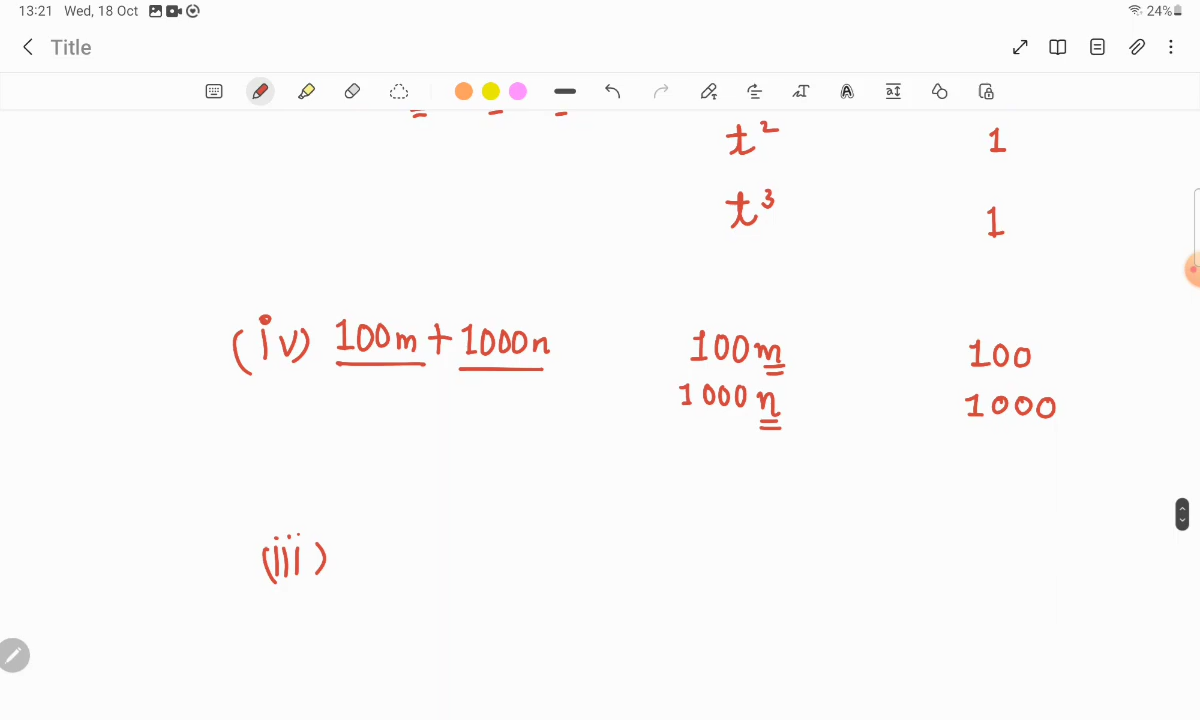 13:21 Wed, 18 Oct 24%
Title
t² 1
t³ 1
(iv) 100m + 1000n 100m 100
1000n 1000
(iii)